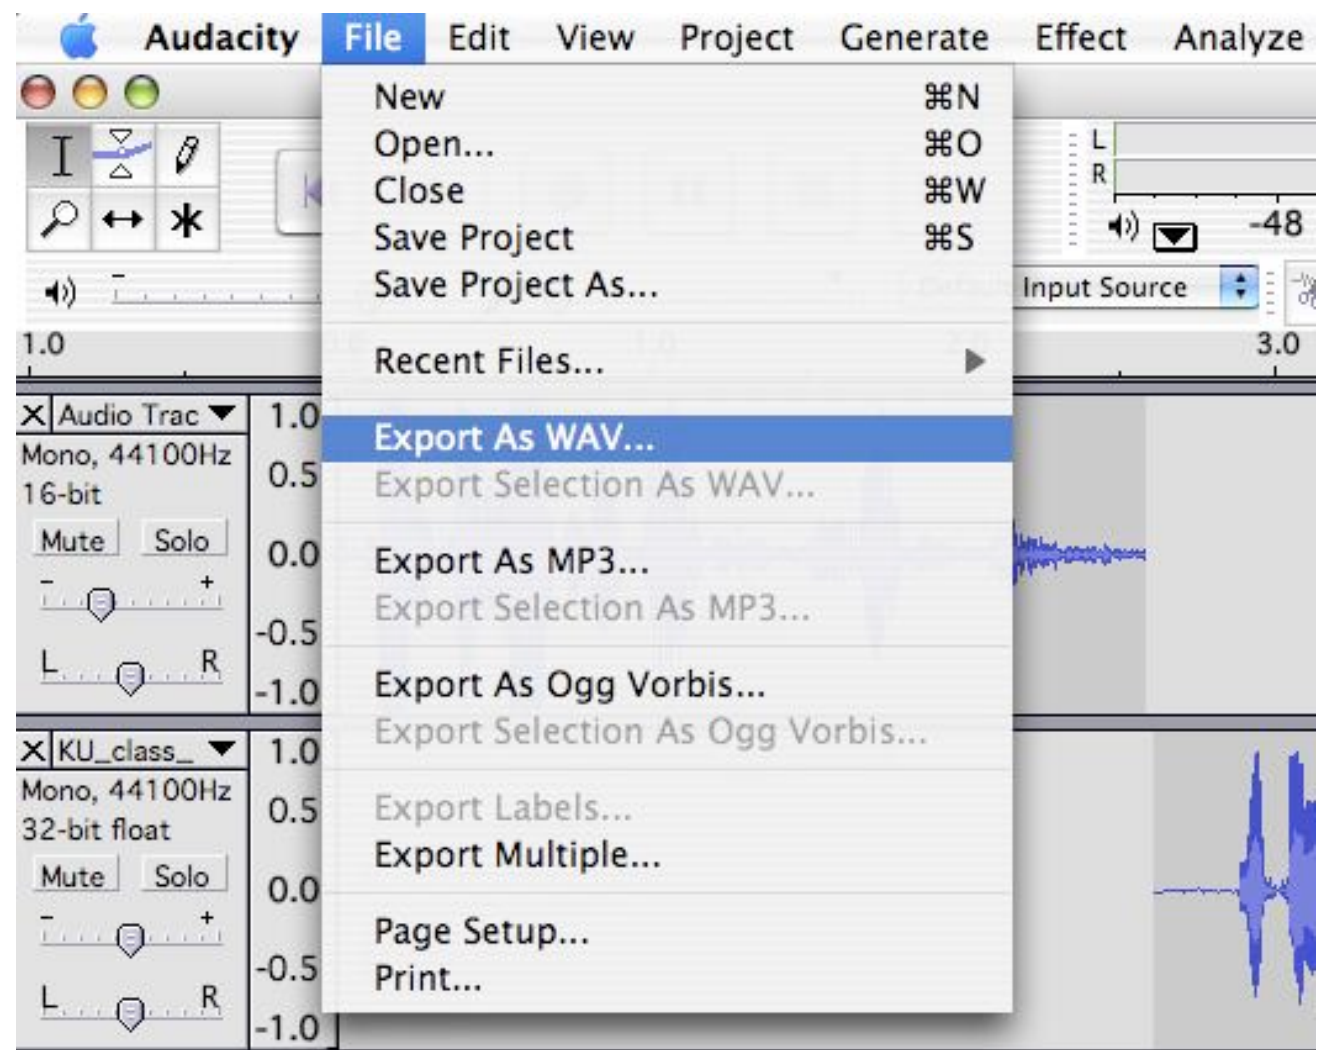 Audacity File Edit View Project Generate Effect Analyze
New ⌘N
Open... ⌘O
Close ⌘W
Save Project ⌘S
Save Project As...
Recent Files...
Export As WAV...
Export Selection As WAV...
Export As MP3...
Export Selection As MP3...
Export As Ogg Vorbis...
Export Selection As Ogg Vorbis...
Export Labels...
Export Multiple...
Page Setup...
Print...
L
R
-48
Input Source
1.0 3.0
X Audio Trac
Mono, 44100Hz
16-bit
Mute Solo
- +
L R
1.0
0.5
0.0
-0.5
-1.0
X KU_class_
Mono, 44100Hz
32-bit float
Mute Solo
- +
L R
1.0
0.5
0.0
-0.5
-1.0